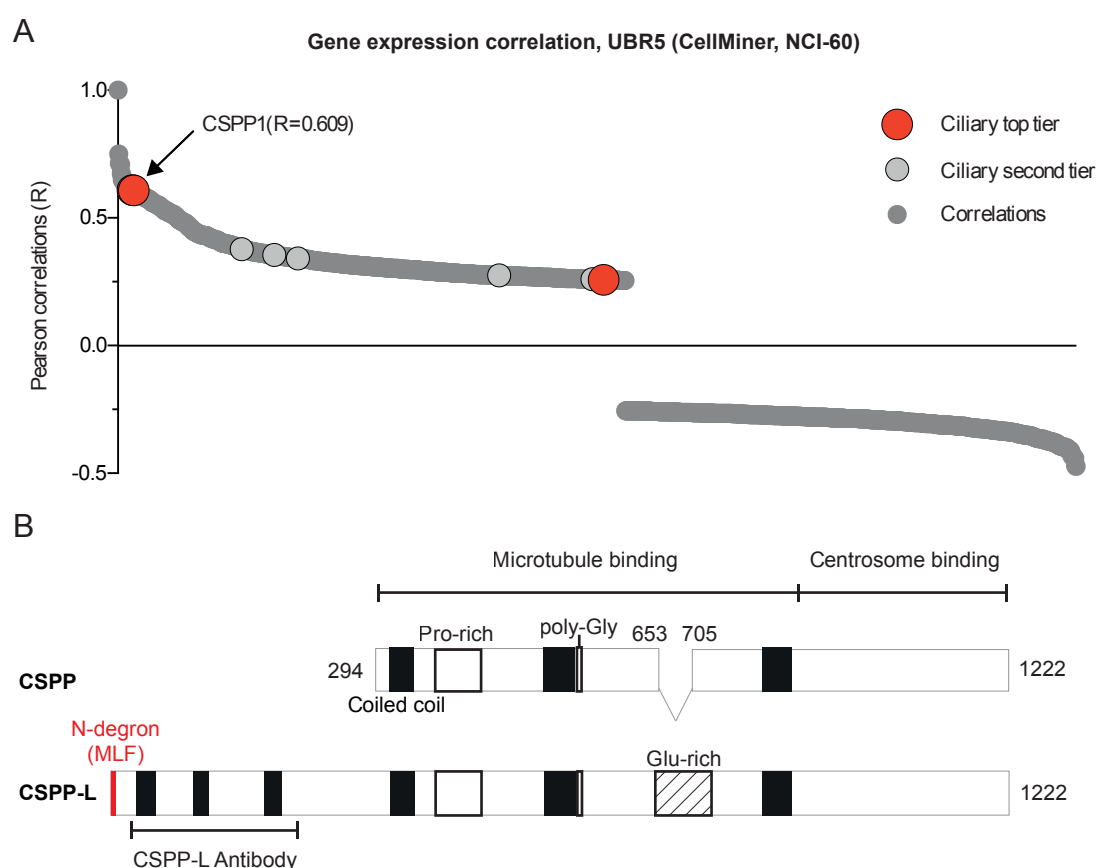 A
Gene expression correlation, UBR5 (CellMiner, NCI-60)
1.0
CSPP1(R=0.609)
Ciliary top tier
Ciliary second tier
Correlations
0.5
0.0
-0.5
Pearson correlations (R)
B
Microtubule binding
Centrosome binding
Pro-rich
poly-Gly
653
705
294
1222
CSPP
Coiled coil
N-degron
(MLF)
Glu-rich
CSPP-L
1222
CSPP-L Antibody